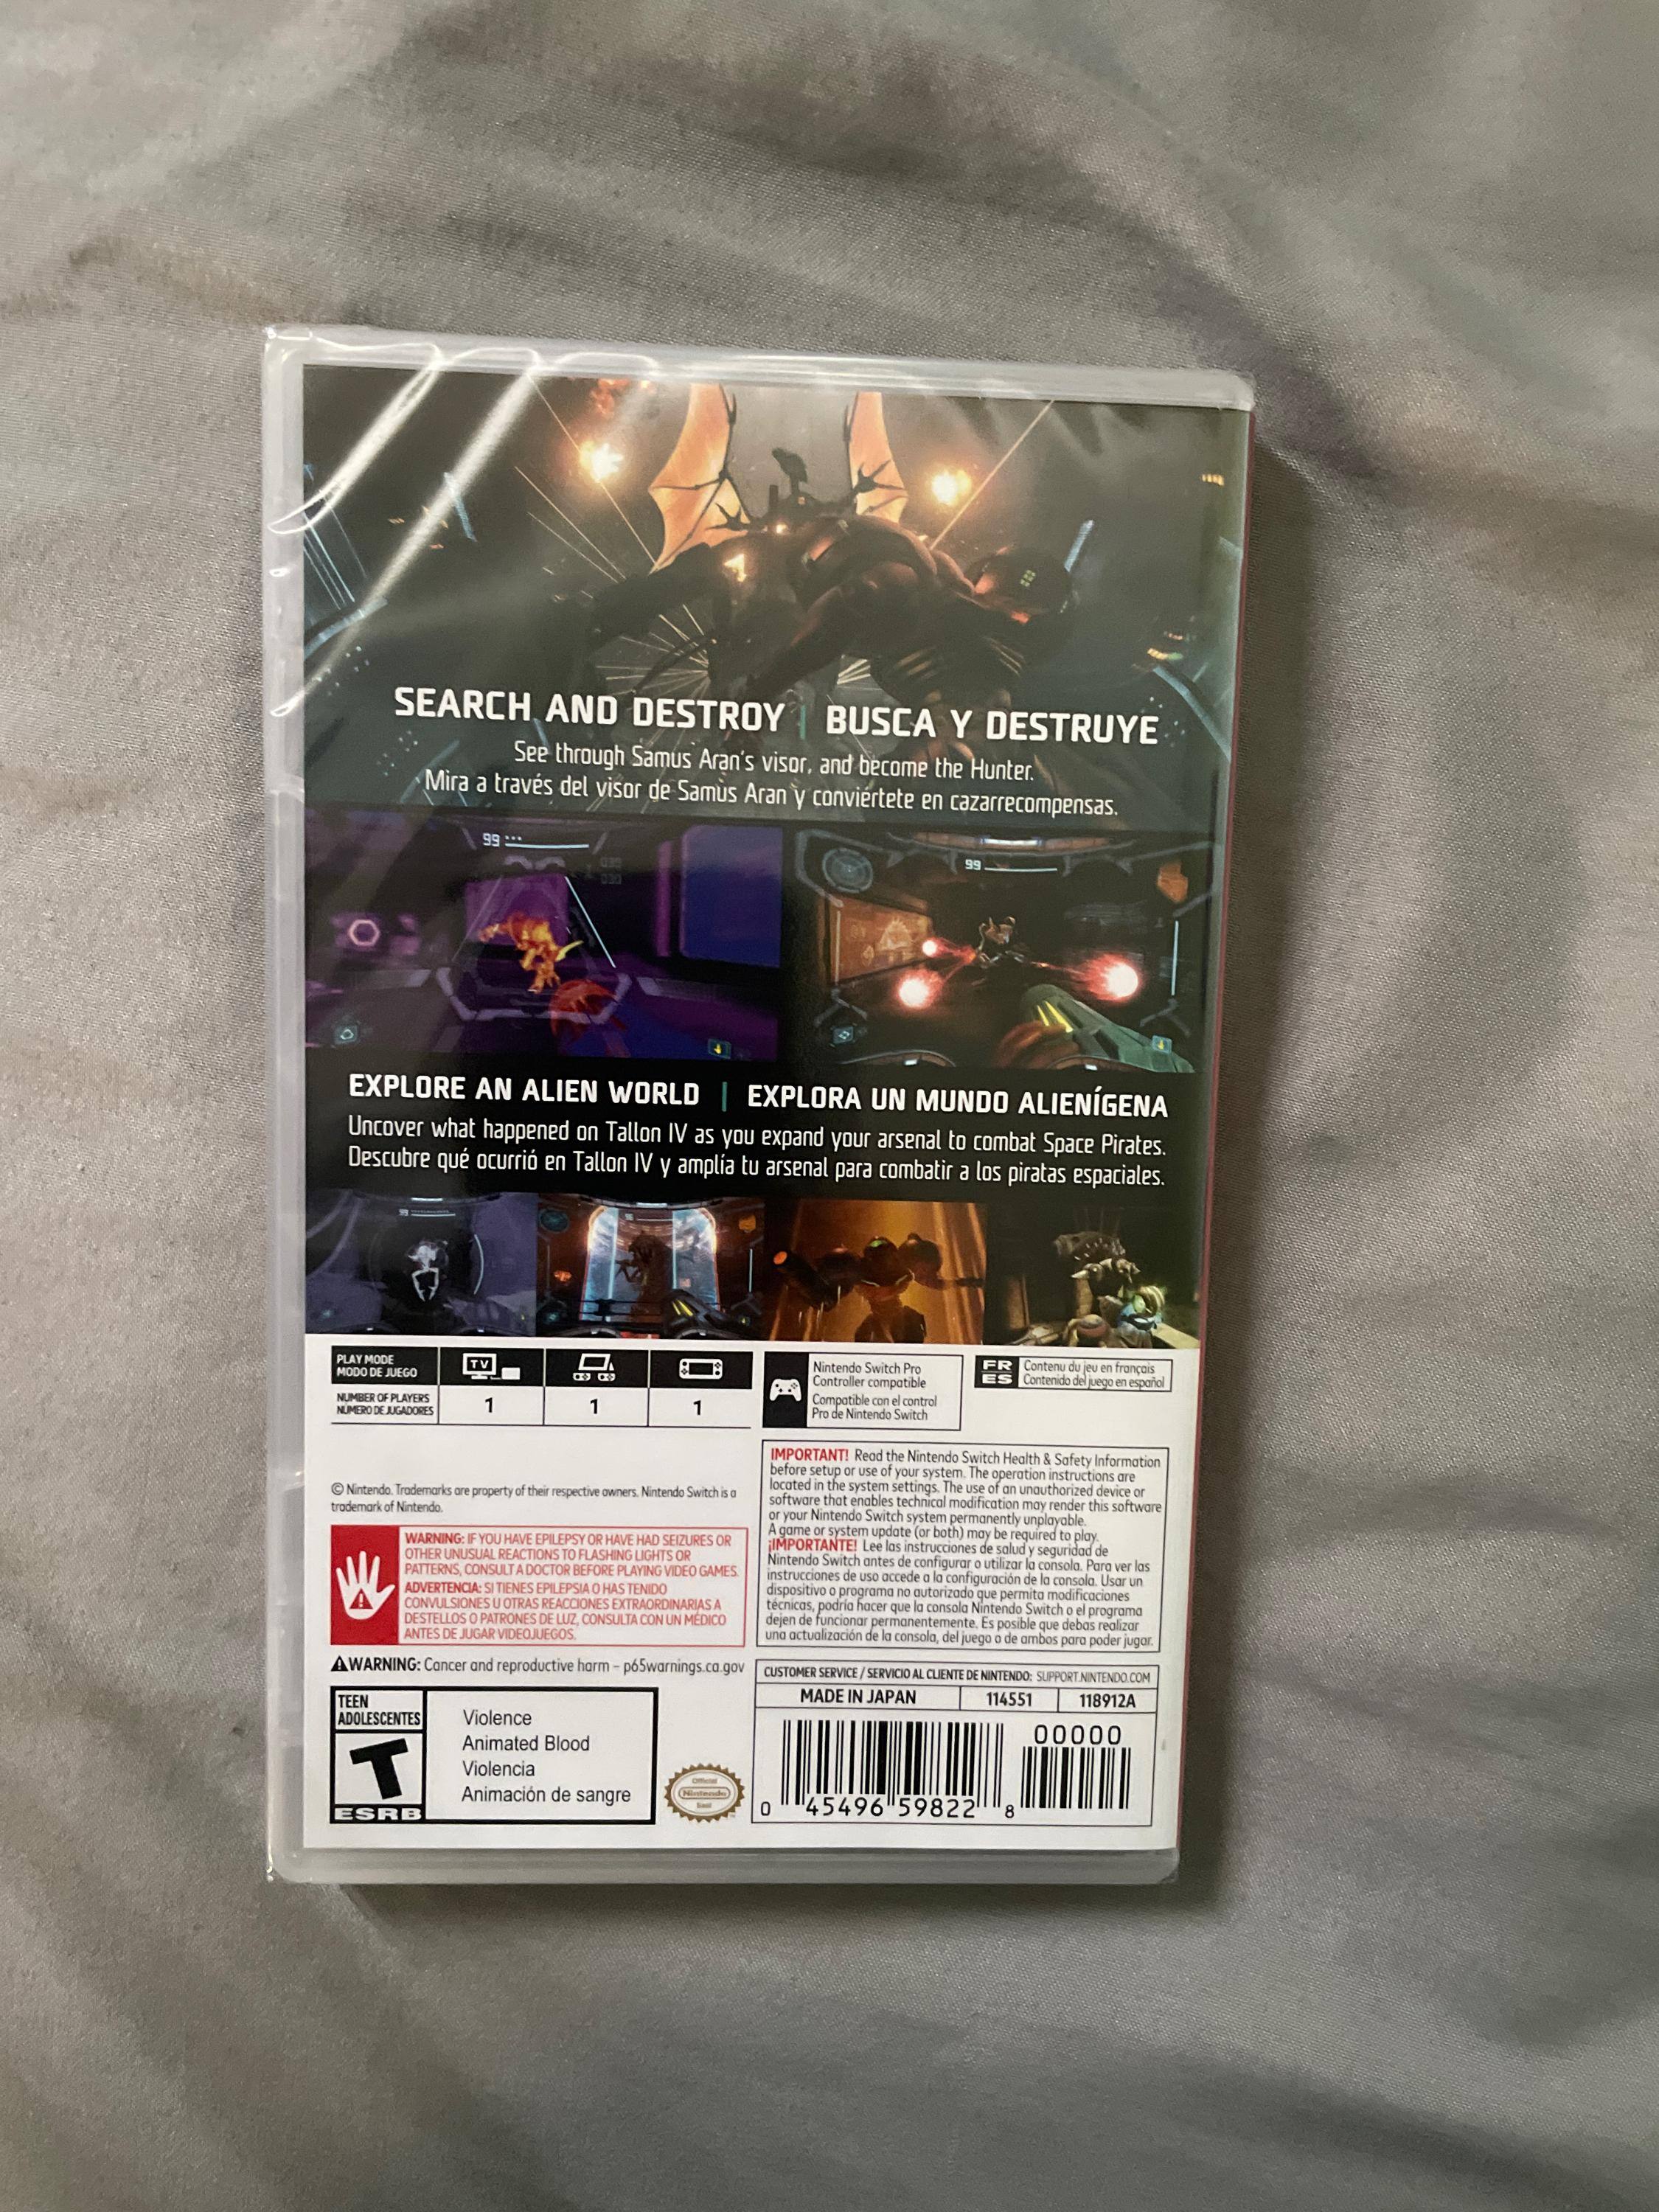 SEARCH AND DESTROY | BUSCA Y DESTRUYE
See through Samus Aran's visor, and become the Hunter.
Mira a través del visor de Samus Aran y conviértete en cazarrecompensas.
99
99
EXPLORE AN ALIEN WORLD | EXPLORA UN MUNDO ALIENÍGENA
Uncover what happened on Tallon IV as you expand your arsenal to combat Space Pirates.
Descubre qué ocurrió en Tallon IV y amplía tu arsenal para combatir a los piratas espaciales.
99
PLAY MODE
MODO DE JUEGO
TV
NUMBER OF PLAYERS
NÚMERO DE JUGADORES
1 1 1
Nintendo Switch Pro
Controller compatible
Compatible con el control
Pro de Nintendo Switch
FR Contenu du jeu en français
ES Contenido del juego en español
© Nintendo. Trademarks are property of their respective owners. Nintendo Switch is a
trademark of Nintendo.
WARNING: IF YOU HAVE EPILEPSY OR HAVE HAD SEIZURES OR
OTHER UNUSUAL REACTIONS TO FLASHING LIGHTS OR
PATTERNS, CONSULT A DOCTOR BEFORE PLAYING VIDEO GAMES.
ADVERTENCIA: SI TIENES EPILEPSIA O HAS TENIDO
CONVULSIONES U OTRAS REACCIONES EXTRAORDINARIAS A
DESTELLOS O PATRONES DE LUZ, CONSULTA CON UN MÉDICO
ANTES DE JUGAR VIDEOJUEGOS.
WARNING: Cancer and reproductive harm – p65warnings.ca.gov
IMPORTANT! Read the Nintendo Switch Health & Safety Information
before setup or use of your system. The operation instructions are
located in the system settings. The use of an unauthorized device or
software that enables technical modification may render this software
or your Nintendo Switch system permanently unplayable.
A game or system update (or both) may be required to play.
¡IMPORTANTE! Lee las instrucciones de salud y seguridad de
Nintendo Switch antes de configurar o utilizar la consola. Para ver las
instrucciones de uso accede a la configuración de la consola. Usar un
dispositivo o programa no autorizado que permita modificaciones
técnicas, podría hacer que la consola Nintendo Switch o el programa
dejen de funcionar permanentemente. Es posible que debas realizar
una actualización de la consola, del juego o de ambos para poder jugar.
TEEN
ADOLESCENTES
T
ESRB
Violence
Animated Blood
Violencia
Animación de sangre
Official
Nintendo
Seal
CUSTOMER SERVICE / SERVICIO AL CLIENTE DE NINTENDO: SUPPORT.NINTENDO.COM
MADE IN JAPAN 114551 118912A
00000
0 45496 59822 8